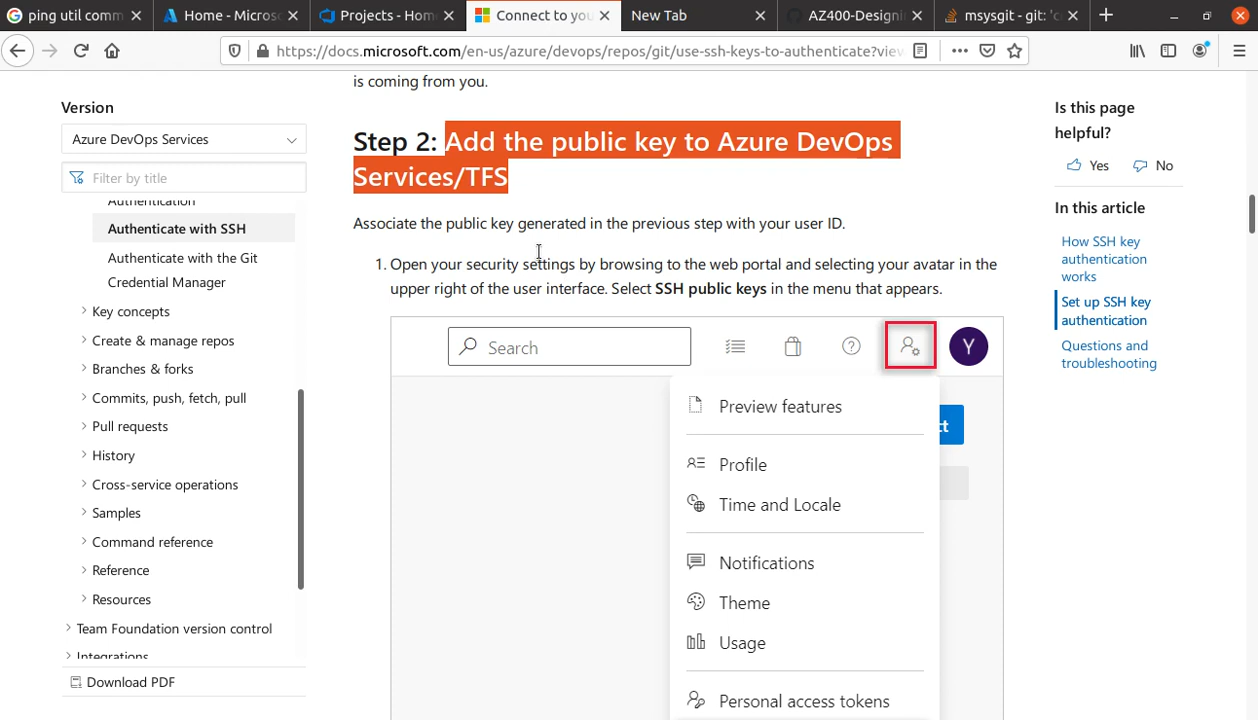 ping util comm
Home - Microso
Projects - Home
Connect to you
New Tab
AZ400-Designi
msysgit - git: 'c
https://docs.microsoft.com/en-us/azure/devops/repos/git/use-ssh-keys-to-authenticate?view
is coming from you.
Version
Azure DevOps Services
Filter by title
Authentication
Authenticate with SSH
Authenticate with the Git
Credential Manager
Key concepts
Create & manage repos
Branches & forks
Commits, push, fetch, pull
Pull requests
History
Cross-service operations
Samples
Command reference
Reference
Resources
Team Foundation version control
Integrations
Download PDF
Step 2: Add the public key to Azure DevOps
Services/TFS
Associate the public key generated in the previous step with your user ID.
1. Open your security settings by browsing to the web portal and selecting your avatar in the
upper right of the user interface. Select SSH public keys in the menu that appears.
Search
Y
Preview features
ct
Profile
Time and Locale
Notifications
Theme
Usage
Personal access tokens
Is this page
helpful?
Yes No
In this article
How SSH key
authentication
works
Set up SSH key
authentication
Questions and
troubleshooting